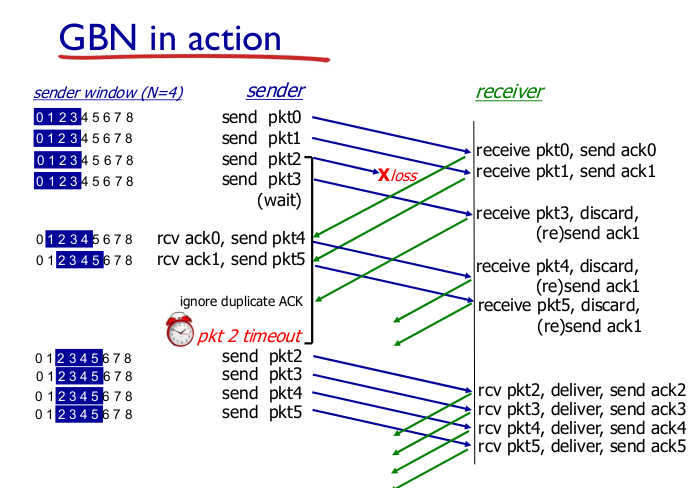 GBN in action
sender window (N=4)
sender
receiver
0 1 2 3 4 5 6 7 8
send pkt0
0 1 2 3 4 5 6 7 8
send pkt1
0 1 2 3 4 5 6 7 8
send pkt2
0 1 2 3 4 5 6 7 8
send pkt3
(wait)
X loss
receive pkt0, send ack0
receive pkt1, send ack1
receive pkt3, discard,
(re)send ack1
0 1 2 3 4 5 6 7 8
rcv ack0, send pkt4
0 1 2 3 4 5 6 7 8
rcv ack1, send pkt5
receive pkt4, discard,
(re)send ack1
receive pkt5, discard,
(re)send ack1
ignore duplicate ACK
pkt 2 timeout
0 1 2 3 4 5 6 7 8
send pkt2
0 1 2 3 4 5 6 7 8
send pkt3
0 1 2 3 4 5 6 7 8
send pkt4
0 1 2 3 4 5 6 7 8
send pkt5
rcv pkt2, deliver, send ack2
rcv pkt3, deliver, send ack3
rcv pkt4, deliver, send ack4
rcv pkt5, deliver, send ack5